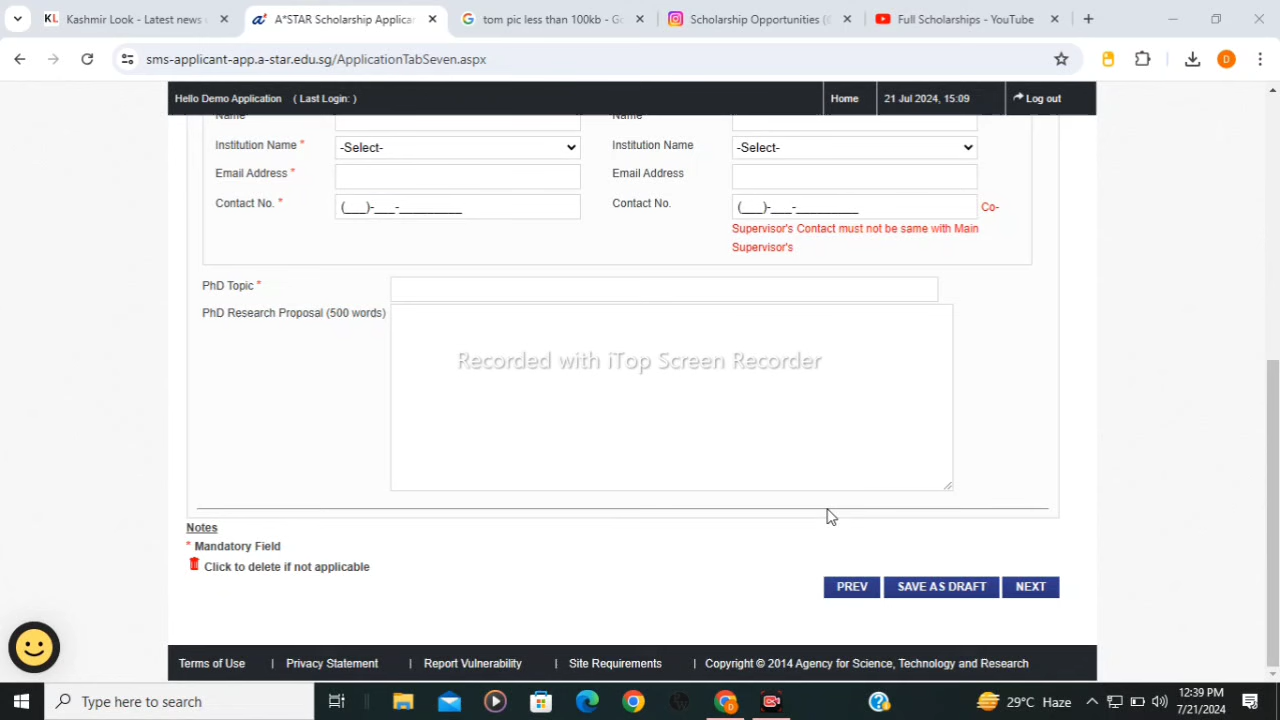 Kashmir Look - Latest news
A*STAR Scholarship Applican
tom pic less than 100kb - Go
Scholarship Opportunities (
Full Scholarships - YouTube
sms-applicant-app.a-star.edu.sg/ApplicationTabSeven.aspx
D
Hello Demo Application ( Last Login: )
Home
21 Jul 2024, 15:09
Log out
Name
Name
Institution Name *
-Select-
Institution Name
-Select-
Email Address *
Email Address
Contact No. *
(___)-___-_________
Contact No.
(___)-___-_________
Co-
Supervisor's Contact must not be same with Main
Supervisor's
PhD Topic *
PhD Research Proposal (500 words)
Recorded with iTop Screen Recorder
Notes
* Mandatory Field
Click to delete if not applicable
PREV
SAVE AS DRAFT
NEXT
Terms of Use | Privacy Statement | Report Vulnerability | Site Requirements | Copyright © 2014 Agency for Science, Technology and Research
Type here to search
29°C Haze
12:39 PM
7/21/2024